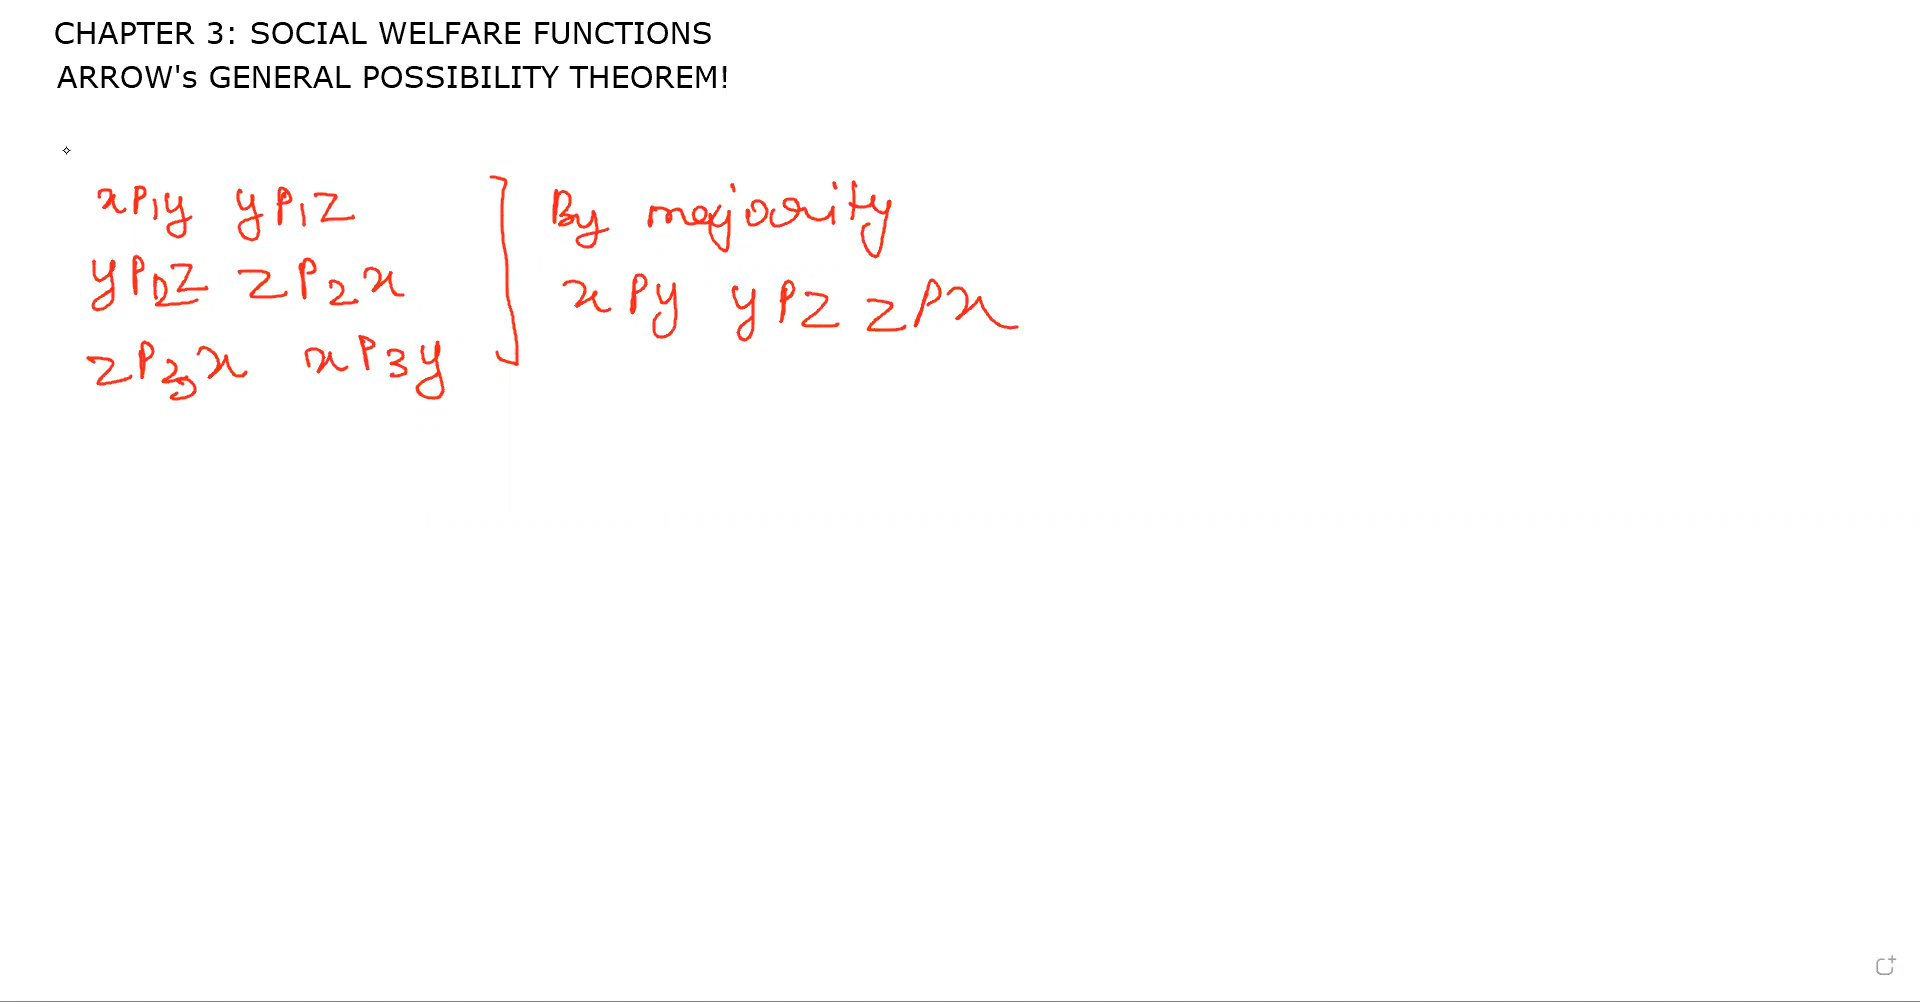 CHAPTER 3: SOCIAL WELFARE FUNCTIONS
ARROW's GENERAL POSSIBILITY THEOREM!
xP₁y yP₁z
yP₂z zP₂x
zP₃x xP₃y
By majority
xPy yPz zPx